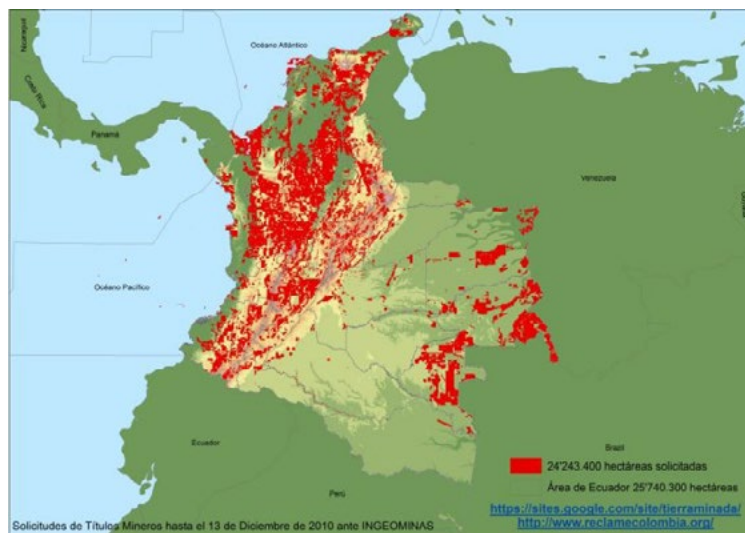 Nicaragua
Océano Atlántico
Costa Rica
Panamá
Venezuela
Océano Pacífico
Ecuador
Brazil
Perú
24'243.400 hectáreas solicitadas
Área de Ecuador 25'740.300 hectáreas
https://sites.google.com/site/tierraminada/
http://www.reclamecolombia.org/
Solicitudes de Títulos Mineros hasta el 13 de Diciembre de 2010 ante INGEOMINAS